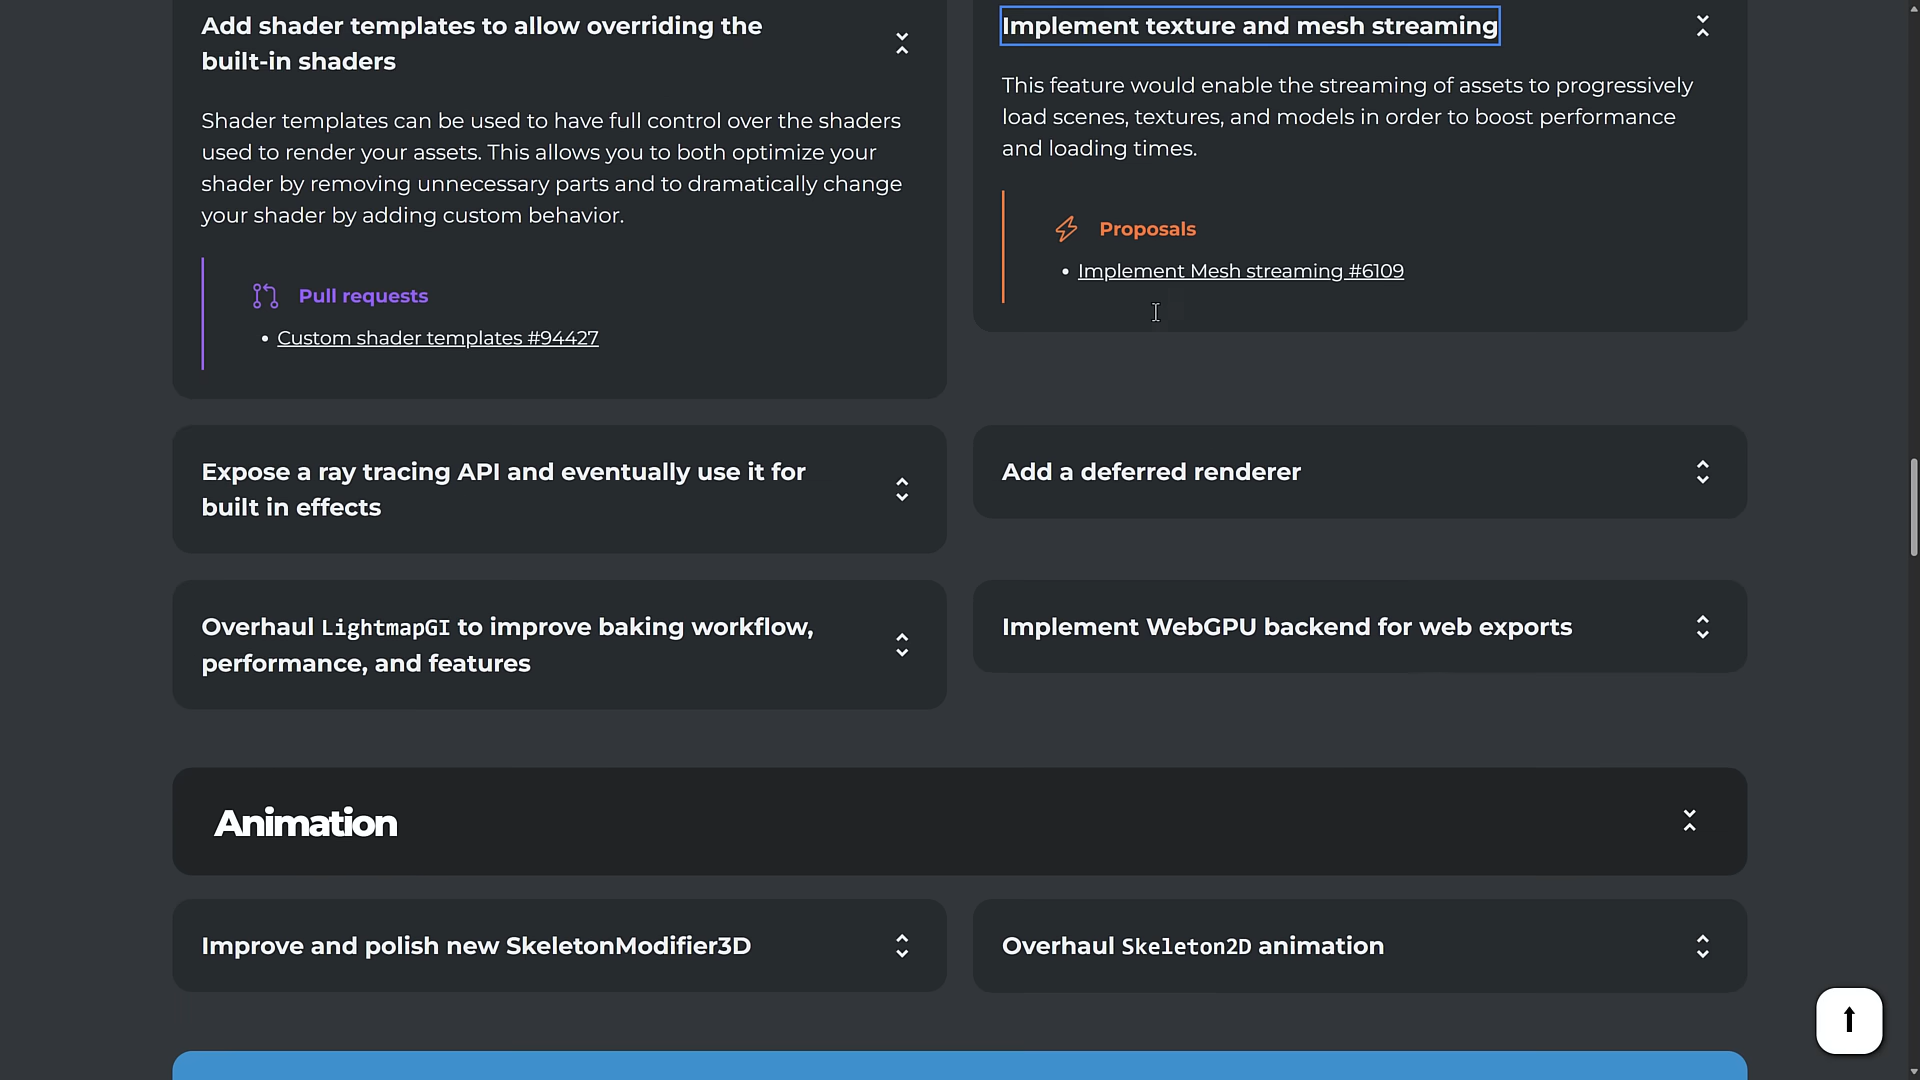 Add shader templates to allow overriding the
built-in shaders
Shader templates can be used to have full control over the shaders
used to render your assets. This allows you to both optimize your
shader by removing unnecessary parts and to dramatically change
your shader by adding custom behavior.
Pull requests
• Custom shader templates #94427
Implement texture and mesh streaming
This feature would enable the streaming of assets to progressively
load scenes, textures, and models in order to boost performance
and loading times.
Proposals
• Implement Mesh streaming #6109
Expose a ray tracing API and eventually use it for
built in effects
Add a deferred renderer
Overhaul LightmapGI to improve baking workflow,
performance, and features
Implement WebGPU backend for web exports
Animation
Improve and polish new SkeletonModifier3D
Overhaul Skeleton2D animation